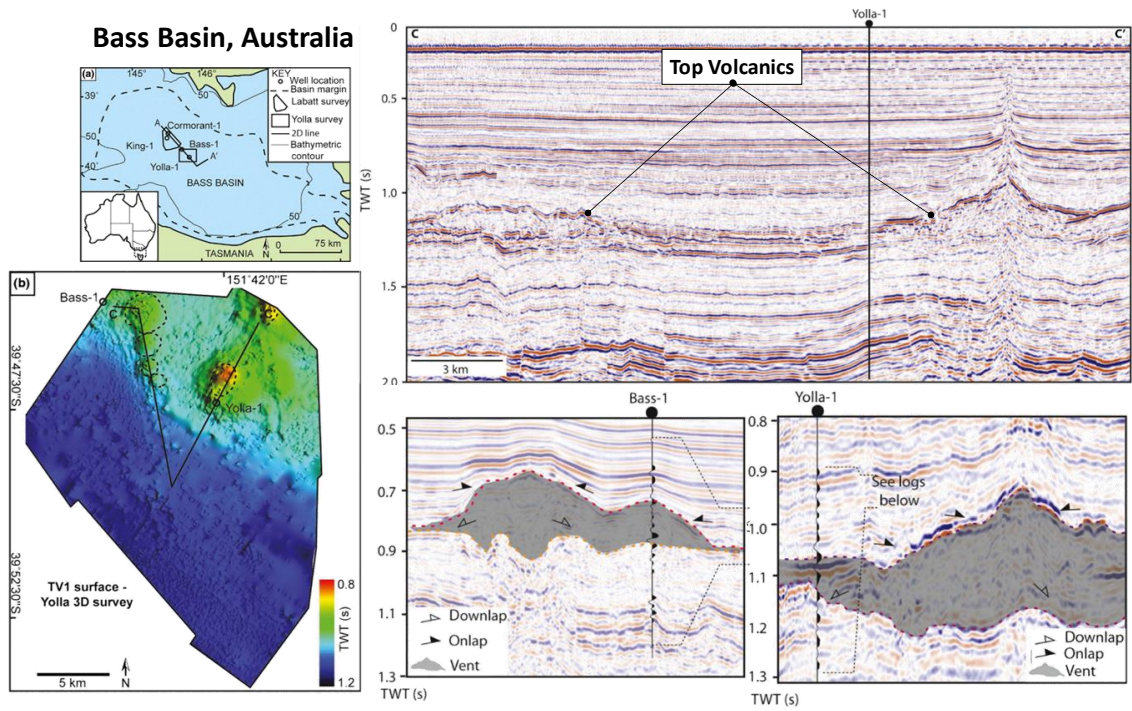 Bass Basin, Australia
(a)
145°
146°
39°
50°
40°
50
50
50°
KEY
Well location
Basin margin
Labatt survey
Yolla survey
2D line
Bathymetric
contour
A
Cormorant-1
King-1
Bass-1
Yolla-1
A'
BASS BASIN
TASMANIA
N
0
75 km
(b)
151°42'0"E
Bass-1
C
C'
Yolla-1
39°47'30"S
39°52'30"S
TV1 surface -
Yolla 3D survey
0.8
TWT (s)
1.2
5 km
N
Yolla-1
C
C'
Top Volcanics
0
0.5
1.0
1.5
2.0
TWT (s)
3 km
Bass-1
0.5
0.7
0.9
1.1
1.3
TWT (s)
Downlap
Onlap
Vent
Yolla-1
0.8
0.9
1.0
1.1
1.2
1.3
TWT (s)
See logs
below
Downlap
Onlap
Vent